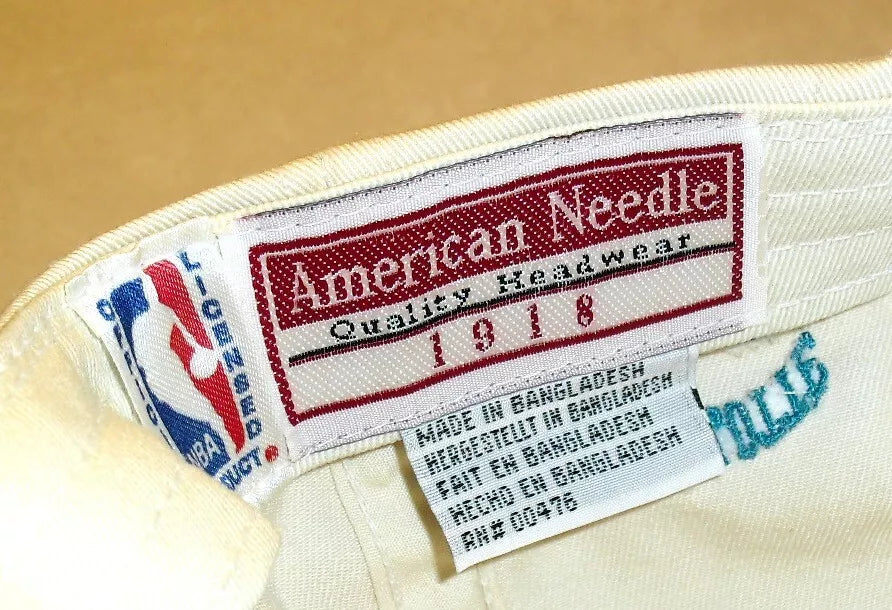 LICENSED
NBA
American Needle
Quality Headwear
1918
MADE IN BANGLADESH
HERGESTELLT IN BANGLADESH
FAIT EN BANGLADESH
HECHO EN BANGLADESH
RN# 00476